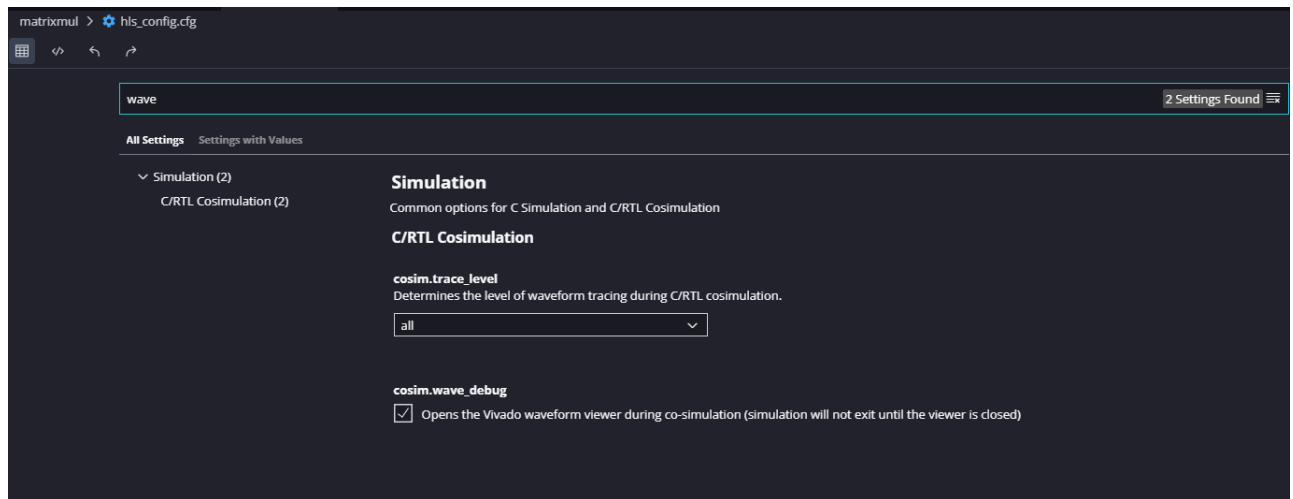 matrixmul > hls_config.cfg
wave
2 Settings Found
All Settings Settings with Values
Simulation (2)
C/RTL Cosimulation (2)
Simulation
Common options for C Simulation and C/RTL Cosimulation
C/RTL Cosimulation
cosim.trace_level
Determines the level of waveform tracing during C/RTL cosimulation.
all
cosim.wave_debug
Opens the Vivado waveform viewer during co-simulation (simulation will not exit until the viewer is closed)